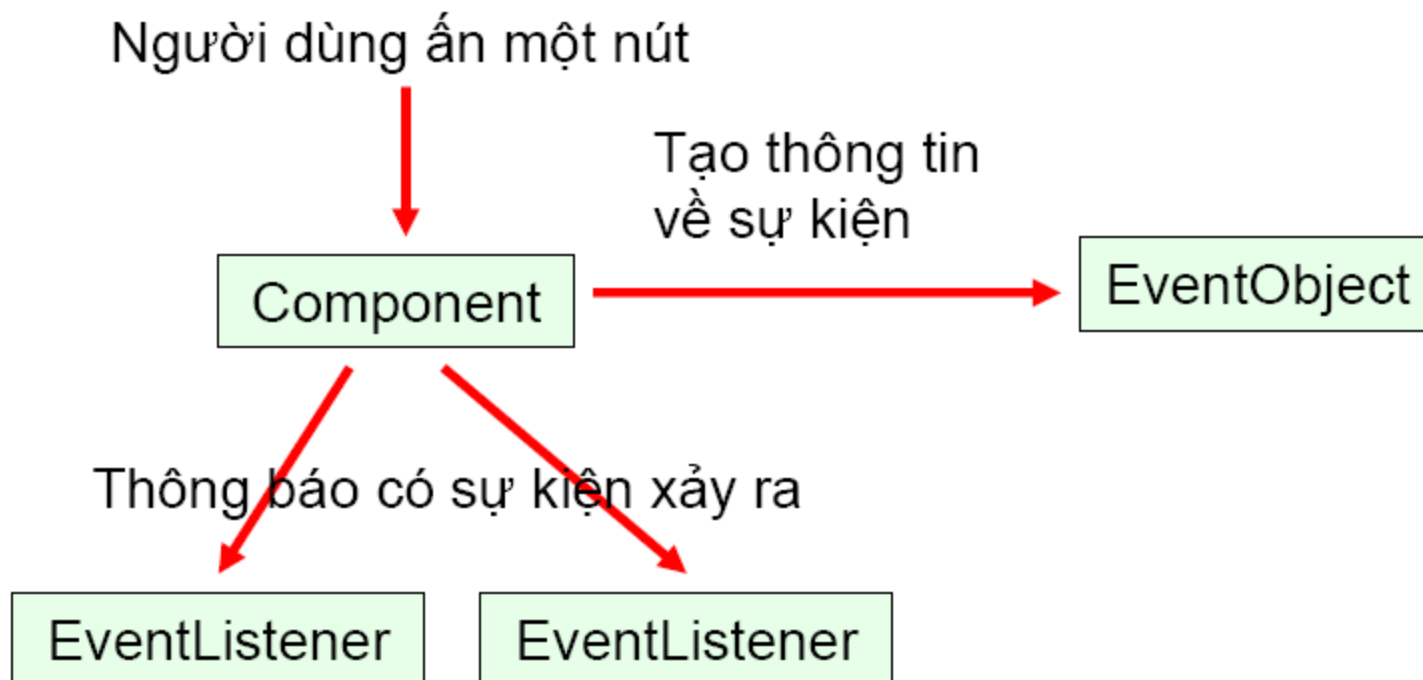 Người dùng ấn một nút
Tạo thông tin
về sự kiện
Component
EventObject
Thông báo có sự kiện xảy ra
EventListener
EventListener